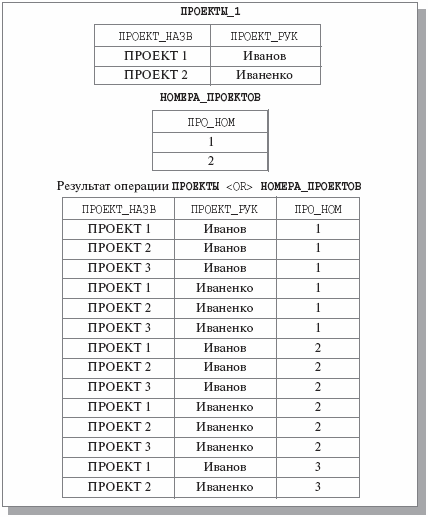 ПРОЕКТЫ_1
ПРОЕКТ_НАЗВ ПРОЕКТ_РУК
ПРОЕКТ 1 Иванов
ПРОЕКТ 2 Иваненко
НОМЕРА_ПРОЕКТОВ
ПРО_НОМ
1
2
Результат операции ПРОЕКТЫ <OR> НОМЕРА_ПРОЕКТОВ
ПРОЕКТ_НАЗВ ПРОЕКТ_РУК ПРО_НОМ
ПРОЕКТ 1 Иванов 1
ПРОЕКТ 2 Иванов 1
ПРОЕКТ 3 Иванов 1
ПРОЕКТ 1 Иваненко 1
ПРОЕКТ 2 Иваненко 1
ПРОЕКТ 3 Иваненко 1
ПРОЕКТ 1 Иванов 2
ПРОЕКТ 2 Иванов 2
ПРОЕКТ 3 Иванов 2
ПРОЕКТ 1 Иваненко 2
ПРОЕКТ 2 Иваненко 2
ПРОЕКТ 3 Иваненко 2
ПРОЕКТ 1 Иванов 3
ПРОЕКТ 2 Иваненко 3